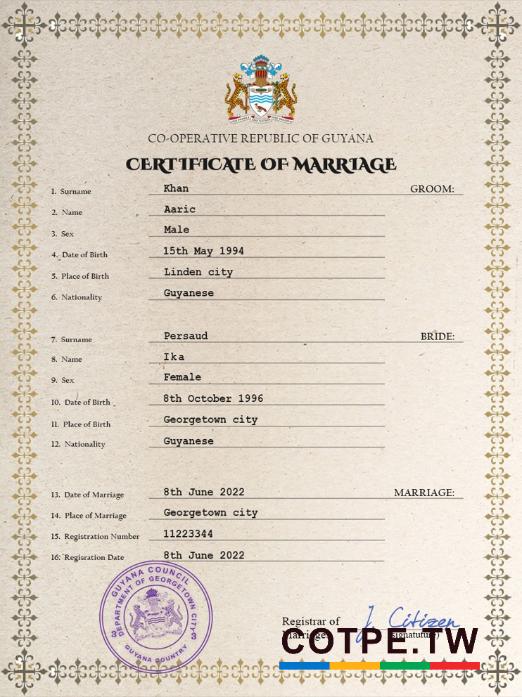 CO-OPERATIVE REPUBLIC OF GUYANA
CERTIFICATE OF MARRIAGE
1. Surname Khan GROOM:
2. Name Aaric
3. Sex Male
4. Date of Birth 15th May 1994
5. Place of Birth Linden city
6. Nationality Guyanese
7. Surname Persaud BRIDE:
8. Name Ika
9. Sex Female
10. Date of Birth 8th October 1996
11. Place of Birth Georgetown city
12. Nationality Guyanese
13. Date of Marriage 8th June 2022 MARRIAGE:
14. Place of Marriage Georgetown city
15. Registration Number 11223344
16: Regisration Date 8th June 2022
GUYANA COUNCIL
DEPARTMENT OF GEORGETOWN CITY
3 3
GUYANA COUNTRY
Registrar of J. Citizen
COTPE.TW